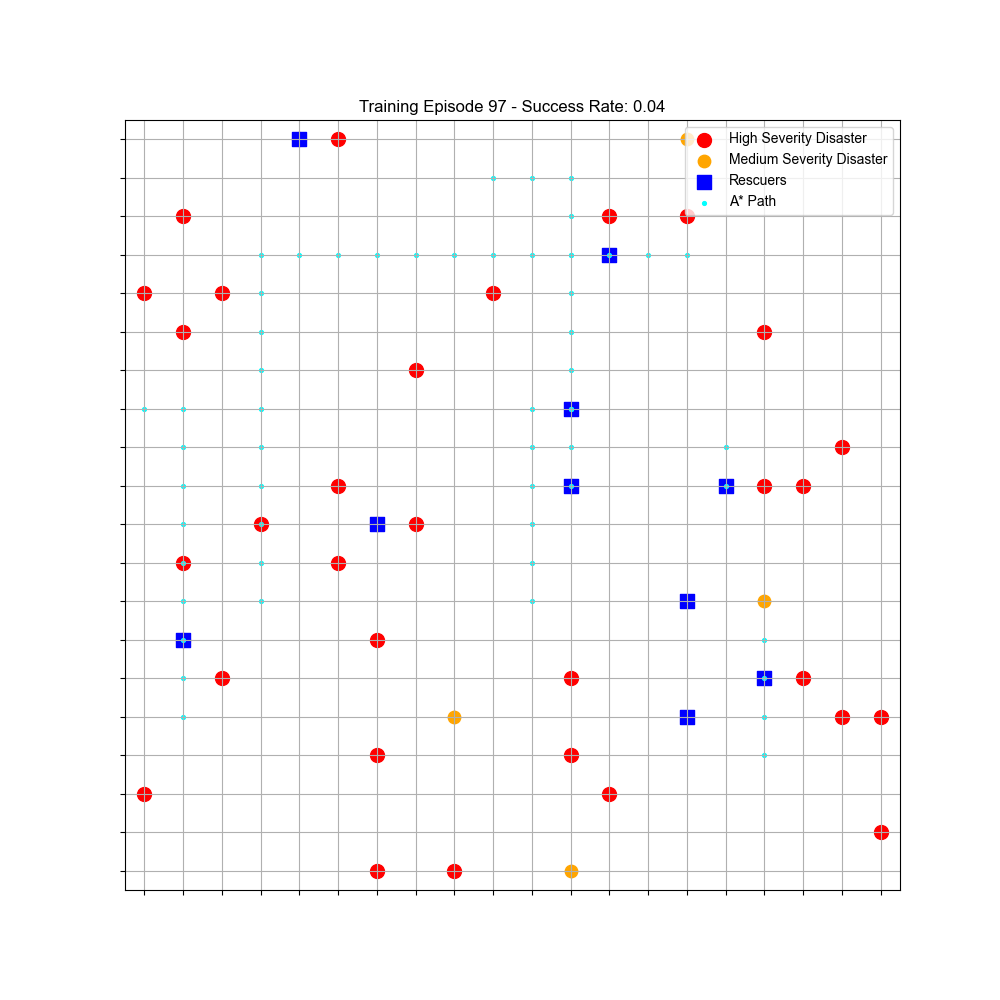 Training Episode 97 - Success Rate: 0.04
High Severity Disaster
Medium Severity Disaster
Rescuers
A* Path